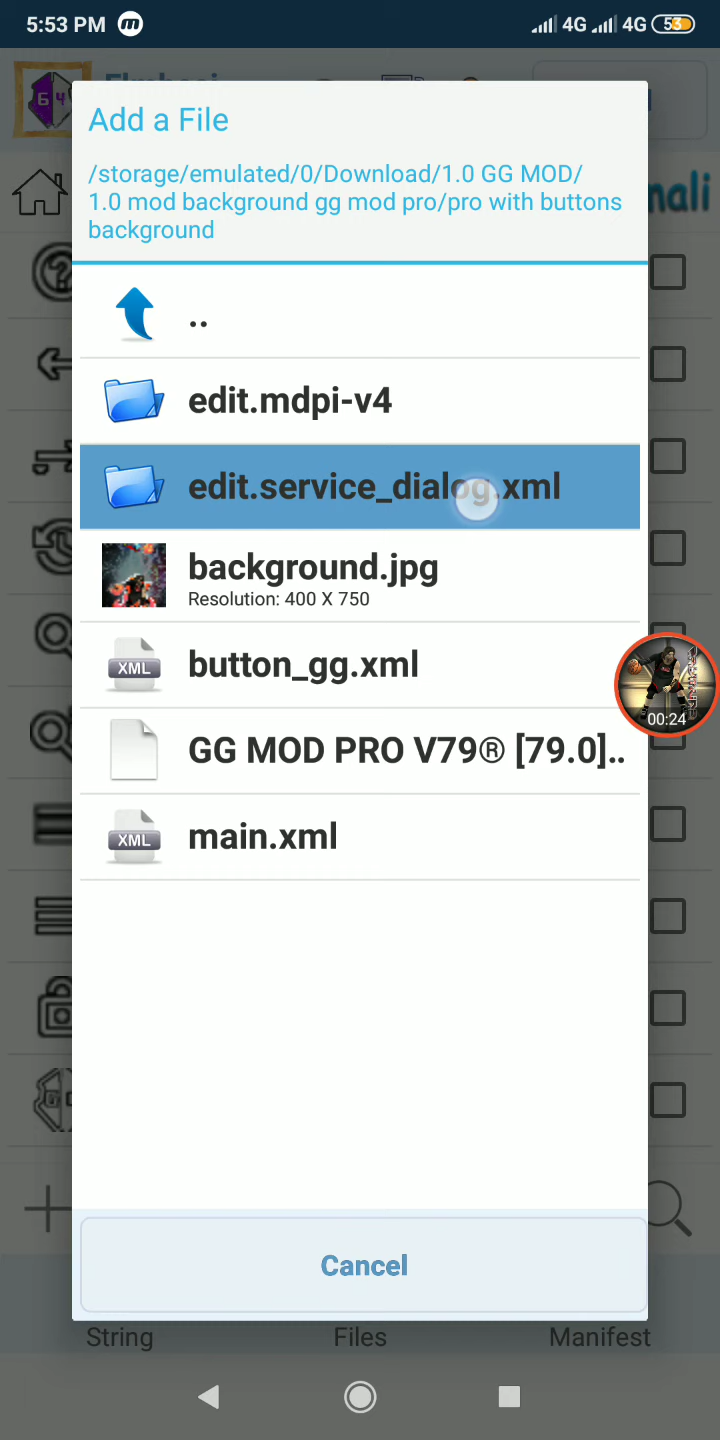 5:53 PM
4G 4G 53
Add a File
/storage/emulated/0/Download/1.0 GG MOD/
1.0 mod background gg mod pro/pro with buttons
background
..
edit.mdpi-v4
edit.service_dialog.xml
background.jpg
Resolution: 400 X 750
XML
button_gg.xml
GG MOD PRO V79® [79.0]..
XML
main.xml
00:24
Cancel
String
Files
Manifest